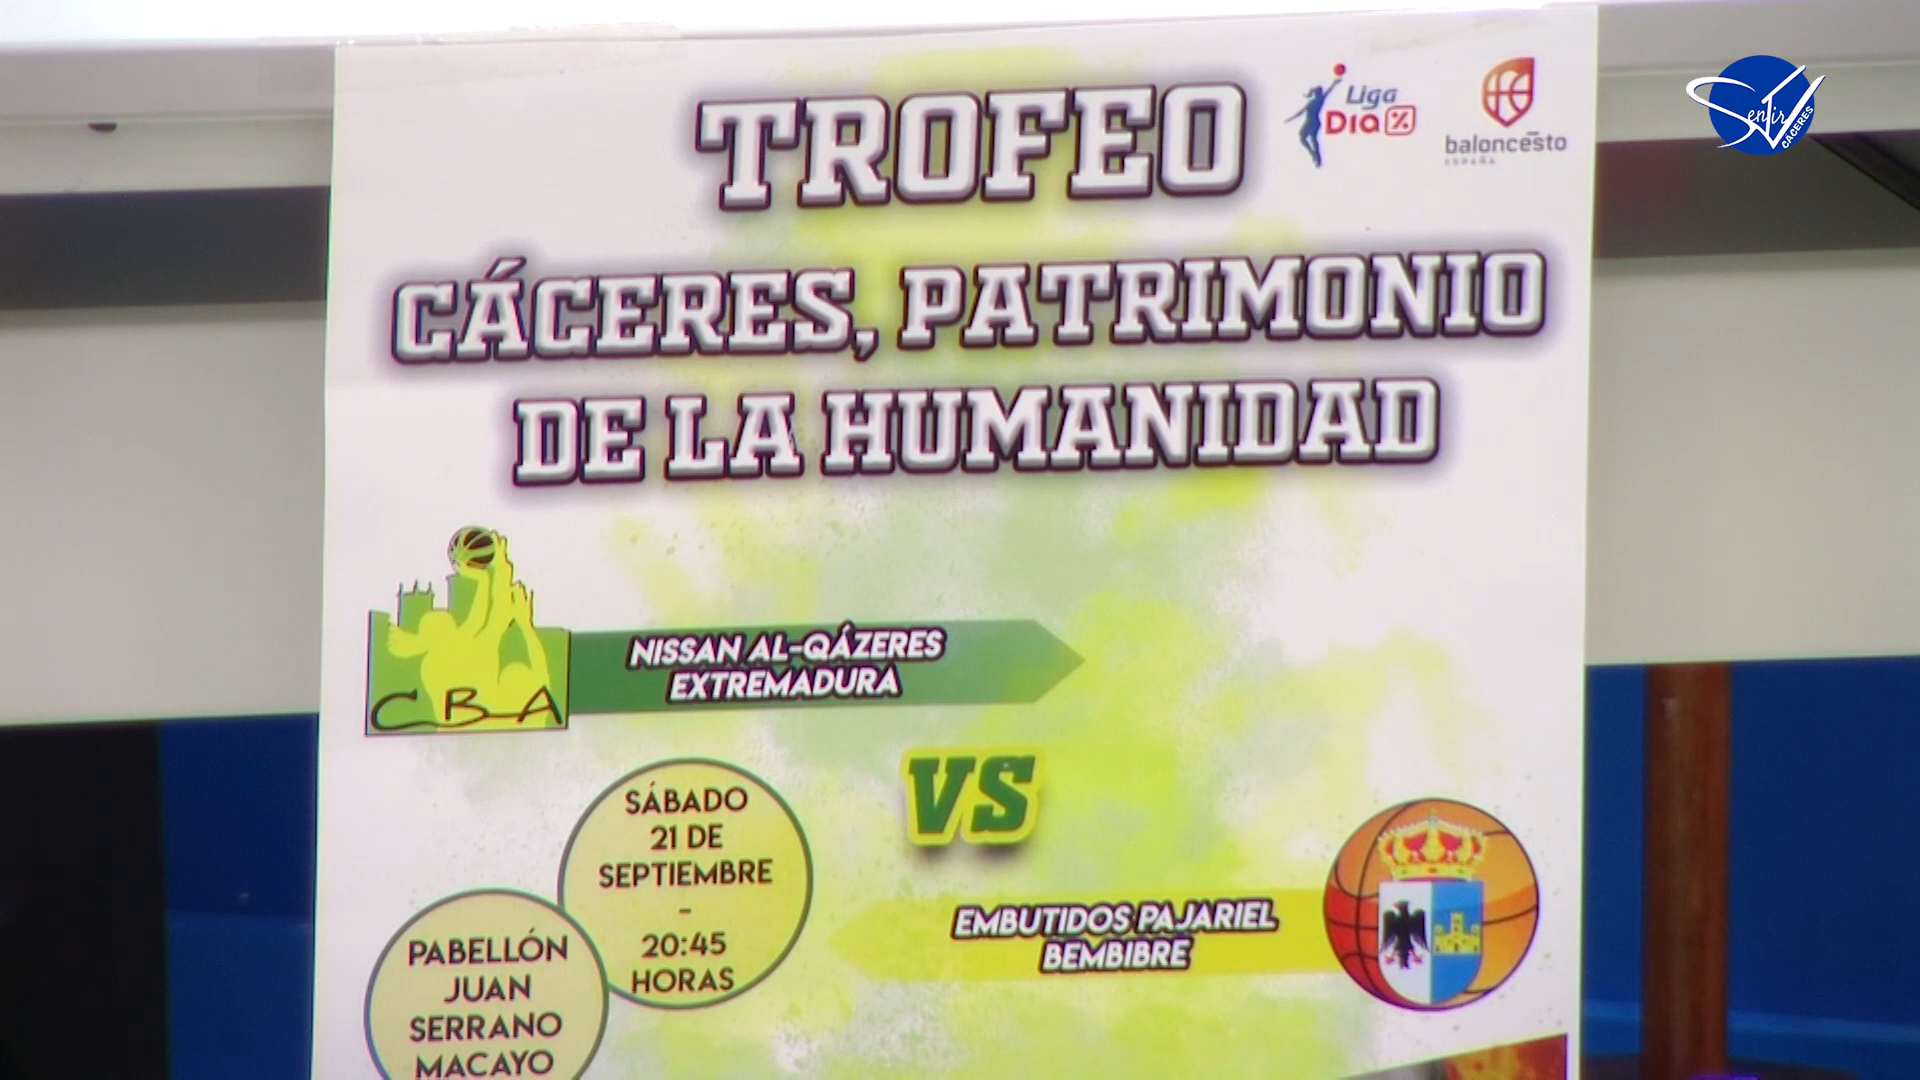 TROFEO
CÁCERES, PATRIMONIO
DE LA HUMANIDAD
Liga
DIA %
baloncesto
ESPAÑA
Sentir
CÁCERES
NISSAN AL-QÁZERES
EXTREMADURA
CBA
VS
SÁBADO
21 DE
SEPTIEMBRE
-
20:45
HORAS
EMBUTIDOS PAJARIEL
BEMBIBRE
PABELLÓN
JUAN
SERRANO
MACAYO